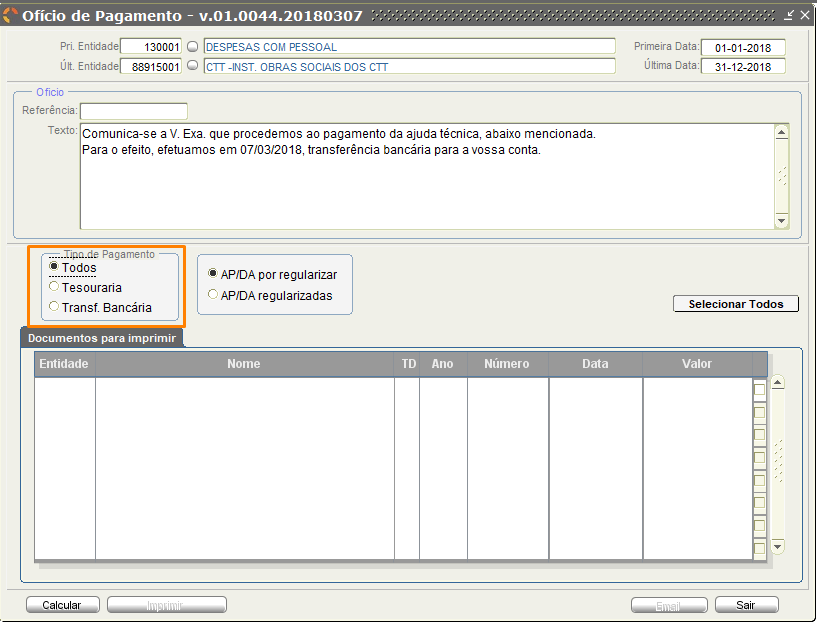 Ofício de Pagamento - v.01.0044.20180307
Pri. Entidade 130001 DESPESAS COM PESSOAL Primeira Data: 01-01-2018
Últ. Entidade 88915001 CTT -INST. OBRAS SOCIAIS DOS CTT Última Data: 31-12-2018
Ofício
Referência:
Texto: Comunica-se a V. Exa. que procedemos ao pagamento da ajuda técnica, abaixo mencionada.
Para o efeito, efetuamos em 07/03/2018, transferência bancária para a vossa conta.
Tipo de Pagamento
Todos
Tesouraria
Transf. Bancária
AP/DA por regularizar
AP/DA regularizadas
Selecionar Todos
Documentos para imprimir
Entidade Nome TD Ano Número Data Valor
Calcular Imprimir Email Sair